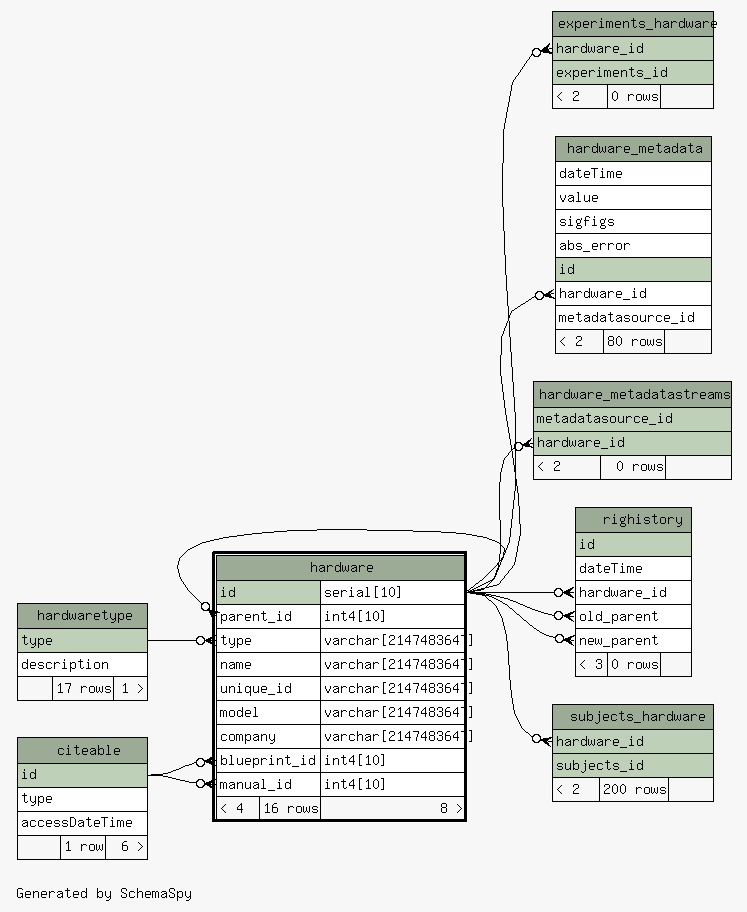 experiments_hardware
hardware_id
experiments_id
< 2 0 rows
hardware_metadata
dateTime
value
sigfigs
abs_error
id
hardware_id
metadatasource_id
< 2 80 rows
hardware_metadatastreams
metadatasource_id
hardware_id
< 2 0 rows
righistory
id
dateTime
hardware_id
old_parent
new_parent
< 3 0 rows
hardware
id serial[10]
parent_id int4[10]
type varchar[2147483647]
name varchar[2147483647]
unique_id varchar[2147483647]
model varchar[2147483647]
company varchar[2147483647]
blueprint_id int4[10]
manual_id int4[10]
< 4 16 rows 8 >
hardwaretype
type
description
17 rows 1 >
subjects_hardware
hardware_id
subjects_id
< 2 200 rows
citeable
id
type
accessDateTime
1 row 6 >
Generated by SchemaSpy